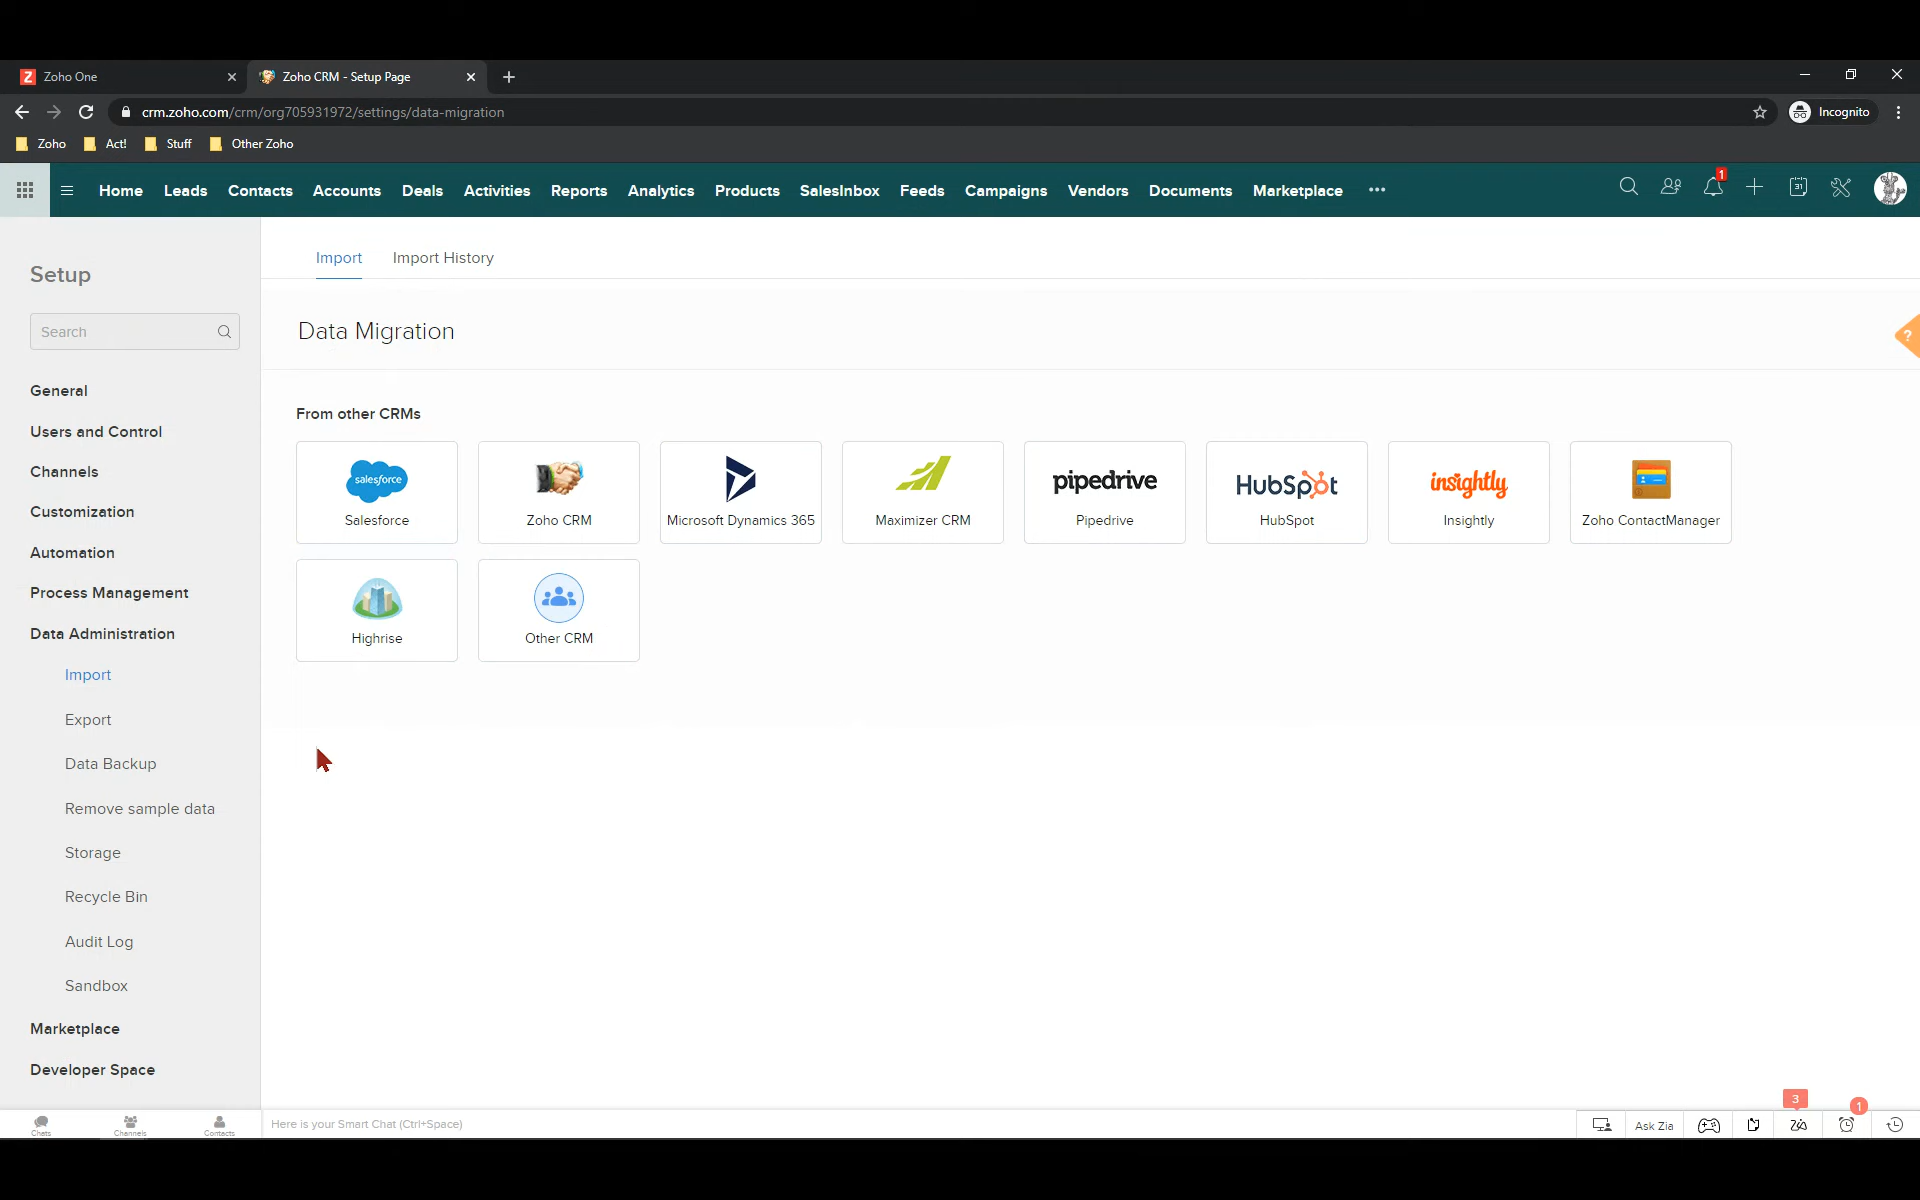 Zoho One
Zoho CRM - Setup Page
crm.zoho.com/crm/org705931972/settings/data-migration
Incognito
Zoho
Act!
Stuff
Other Zoho
Home Leads Contacts Accounts Deals Activities Reports Analytics Products SalesInbox Feeds Campaigns Vendors Documents Marketplace •••
1
31
Setup
Search
General
Users and Control
Channels
Customization
Automation
Process Management
Data Administration
Import
Export
Data Backup
Remove sample data
Storage
Recycle Bin
Audit Log
Sandbox
Marketplace
Developer Space
Import
Import History
Data Migration
?
From other CRMs
salesforce
Salesforce
Zoho CRM
Microsoft Dynamics 365
Maximizer CRM
pipedrive
Pipedrive
HubSpot
HubSpot
insightly
Insightly
Zoho ContactManager
Highrise
Other CRM
Chats
Channels
Contacts
Here is your Smart Chat (Ctrl+Space)
Ask Zia
3
1